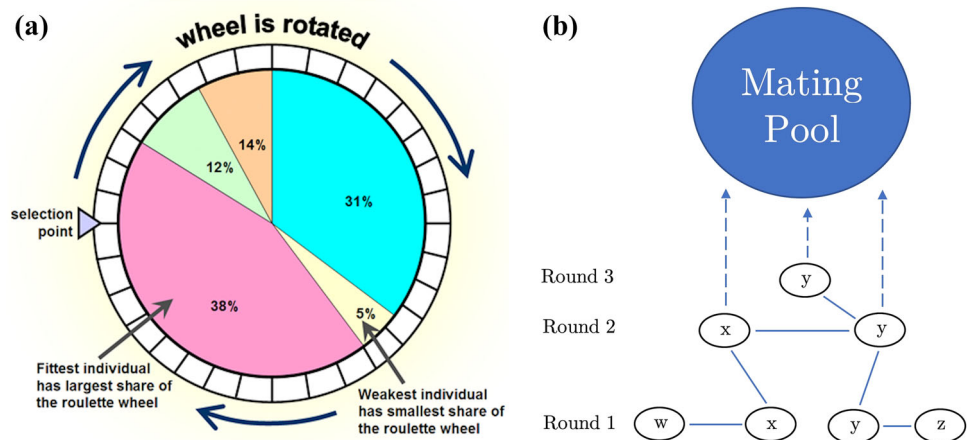 (a)
wheel is rotated
14%
12%
31%
selection
point
38%
5%
Fittest individual
has largest share of
the roulette wheel
Weakest individual
has smallest share of
the roulette wheel
(b)
Mating
Pool
Round 3
y
Round 2
x
y
Round 1
w
x
y
z